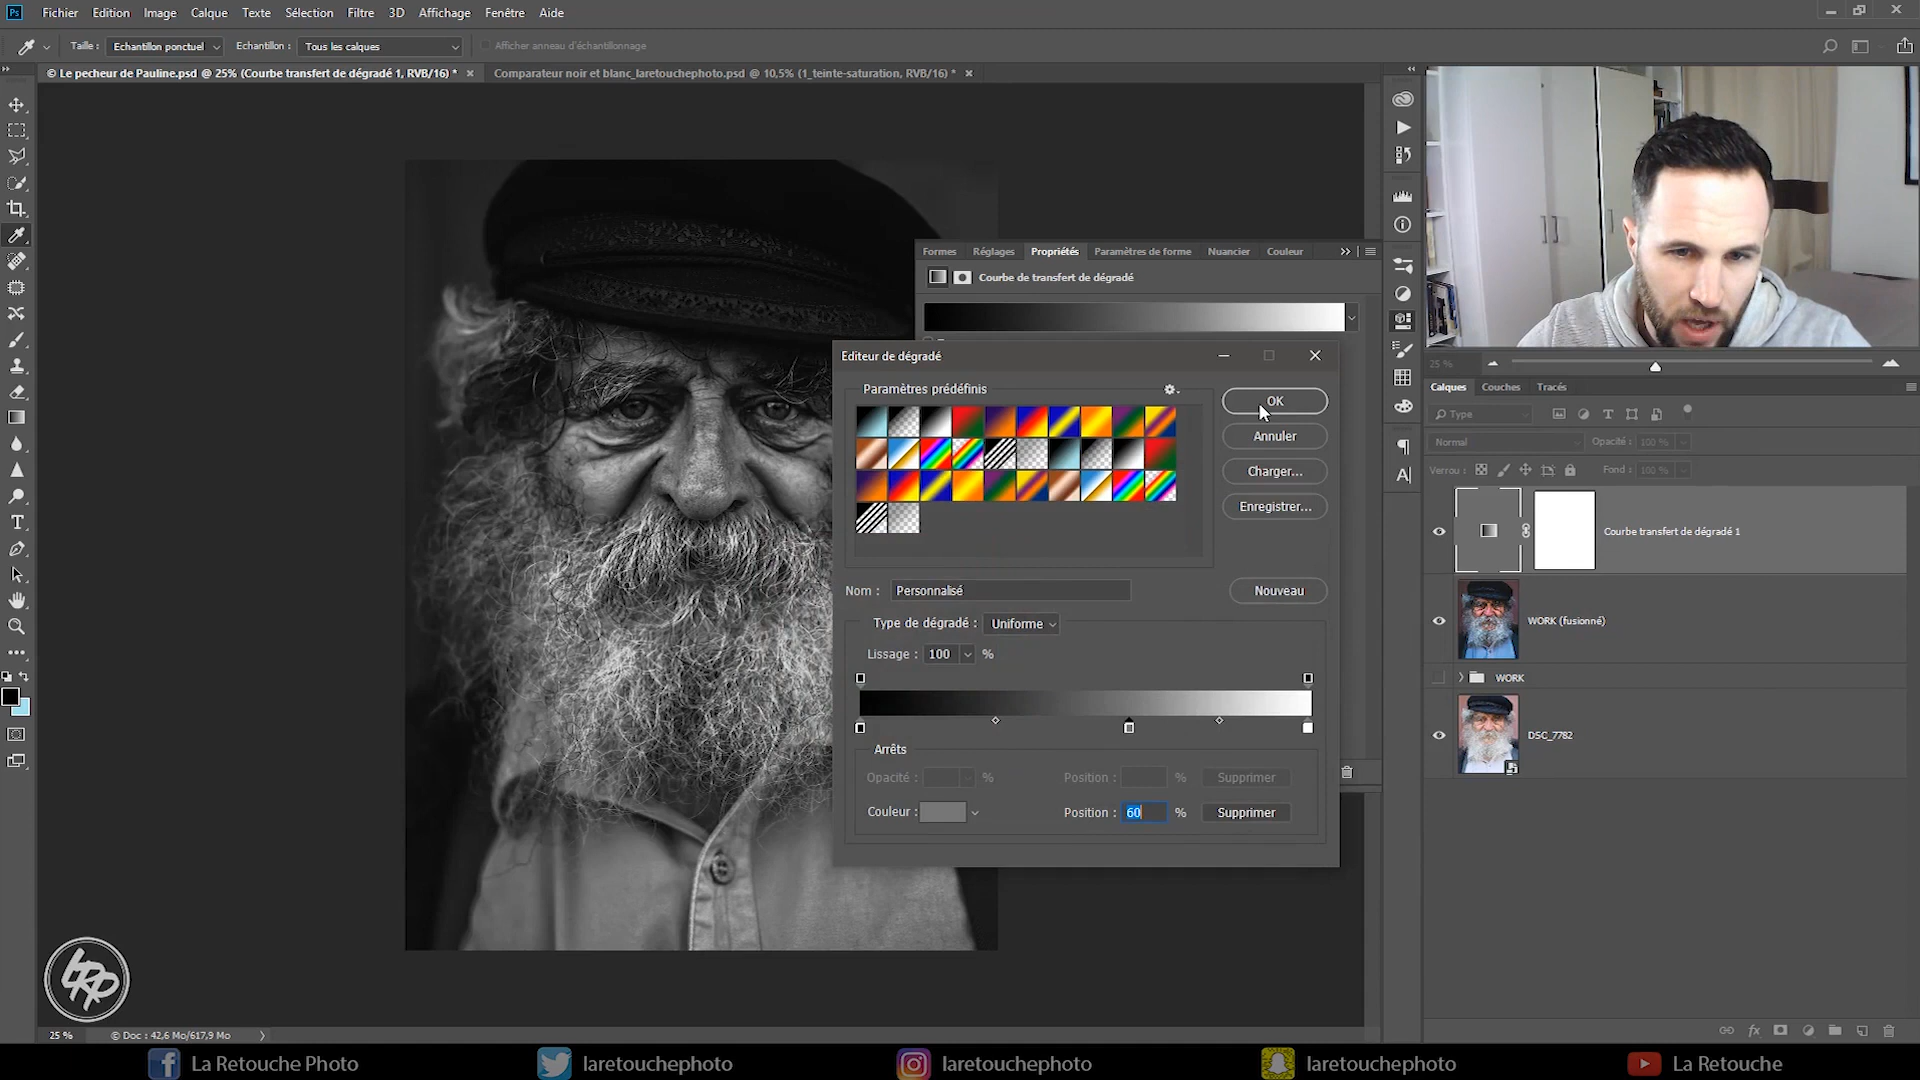 Ps Fichier Edition Image Calque Texte Sélection Filtre 3D Affichage Fenêtre Aide
Taille : Echantillon ponctuel Echantillon : Tous les calques Afficher anneau d'échantillonnage
© Le pecheur de Pauline.psd @ 25% (Courbe transfert de dégradé 1, RVB/16) * Comparateur noir et blanc_laretouchephoto.psd @ 10,5% (1_teinte-saturation, RVB/16) *
Formes Réglages Propriétés Paramètres de forme Nuancier Couleur
Courbe de transfert de dégradé
Editeur de dégradé
Paramètres prédéfinis
OK
Annuler
Charger...
Enregistrer...
Nom : Personnalisé
Nouveau
Type de dégradé : Uniforme
Lissage : 100 %
Arrêts
Opacité : % Position : % Supprimer
Couleur : Position : 60 % Supprimer
25 %
Calques Couches Tracés
Type
Normal Opacité : 100 %
Verrou : Fond : 100 %
Courbe transfert de dégradé 1
WORK (fusionné)
WORK
DSC_7782
LRP
25 % © Doc : 42,6 Mo/617,9 Mo
La Retouche Photo laretouchephoto laretouchephoto laretouchephoto La Retouche